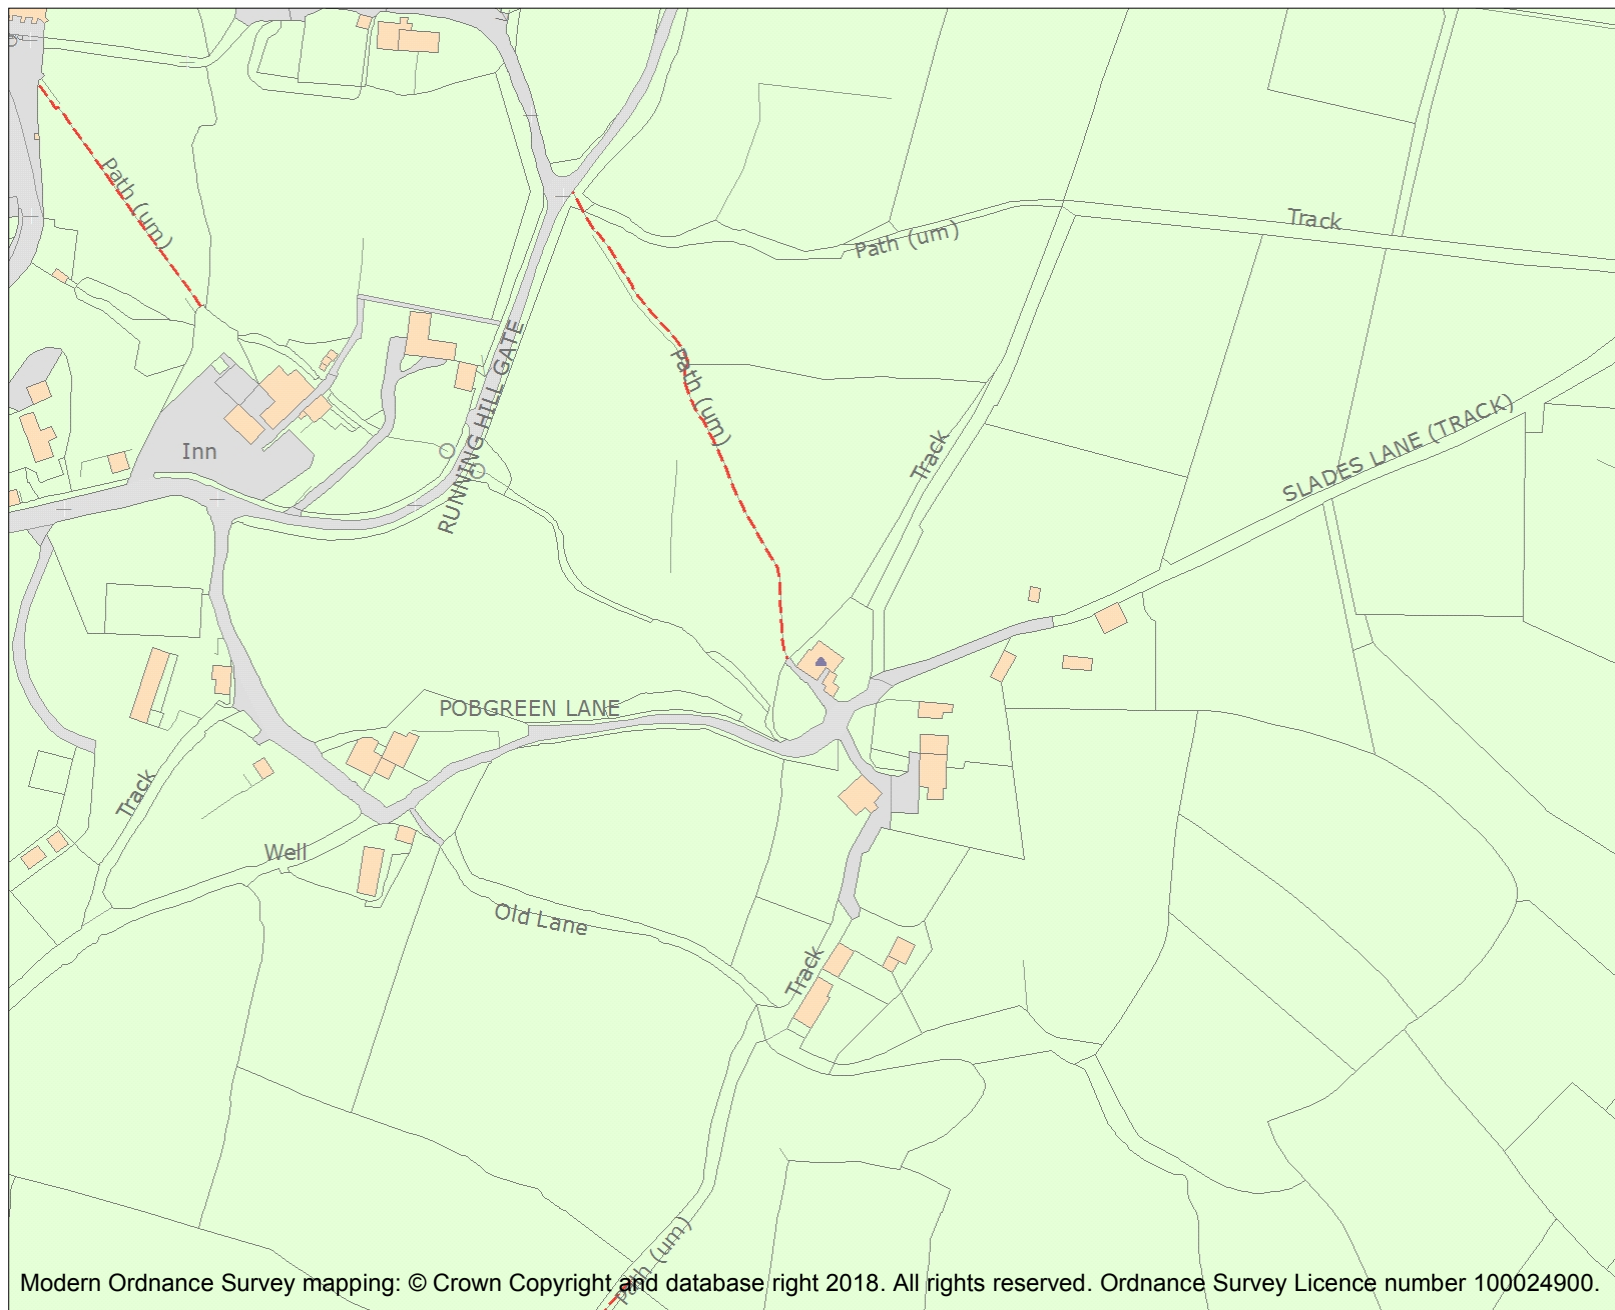 Path (um)
Path (um)
Track
RUNNING HILL GATE
Path (um)
Track
SLADES LANE (TRACK)
Inn
POBGREEN LANE
Track
Well
Old Lane
Track
Path (um)
Modern Ordnance Survey mapping: © Crown Copyright and database right 2018. All rights reserved. Ordnance Survey Licence number 100024900.